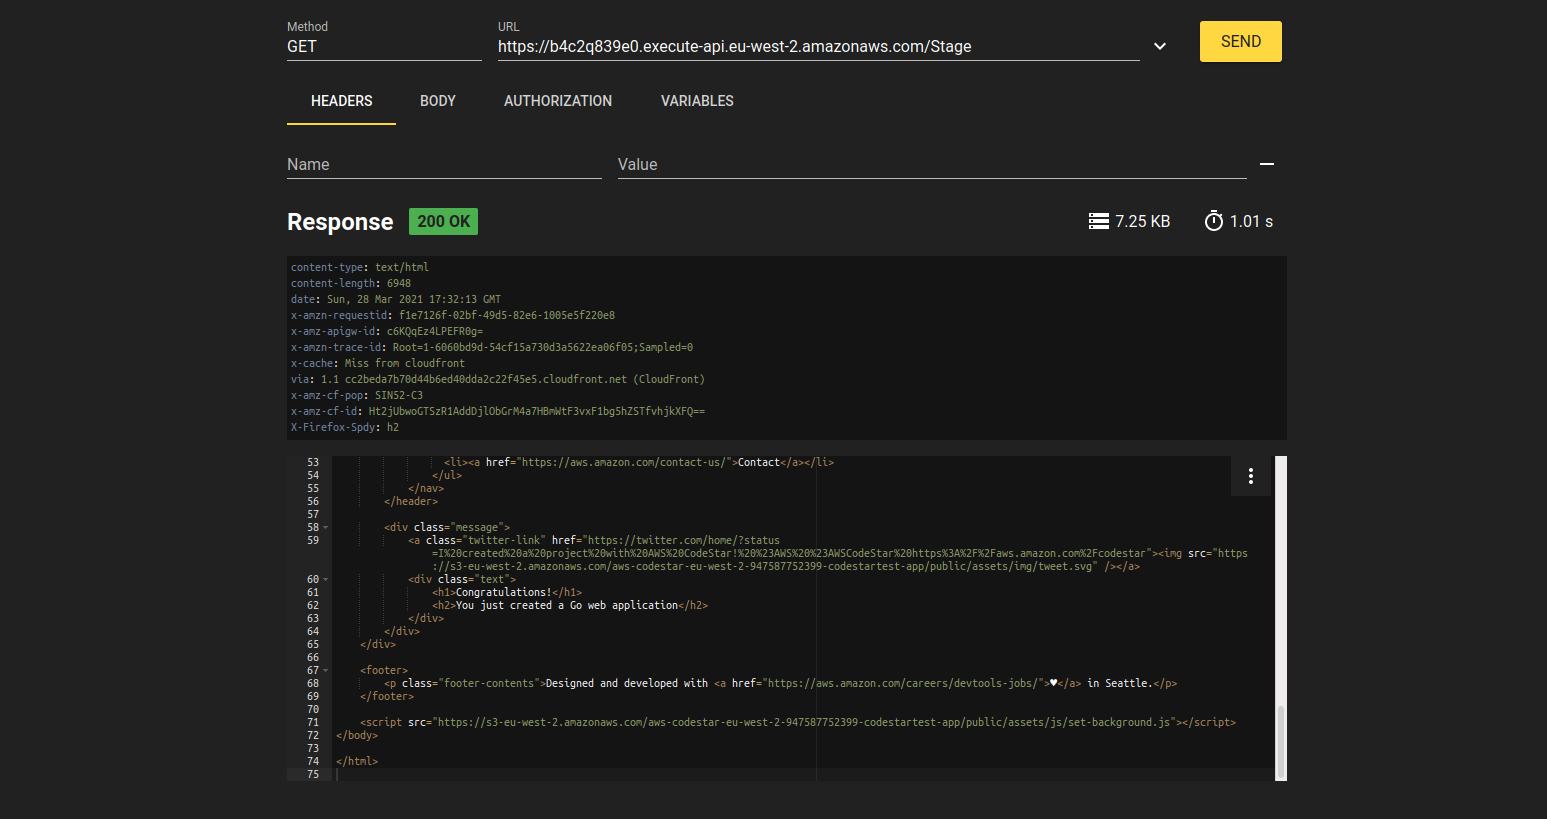 Method
GET
URL
https://b4c2q839e0.execute-api.eu-west-2.amazonaws.com/Stage
SEND
HEADERS BODY AUTHORIZATION VARIABLES
Name Value
Response 200 OK 7.25 KB 1.01 s
content-type: text/html
content-length: 6948
date: Sun, 28 Mar 2021 17:32:13 GMT
x-amzn-requestid: f1e7126f-02bf-49d5-82e6-1005e5f220e8
x-amz-apigw-id: c6KQqEz4LPEFR0g=
x-amzn-trace-id: Root=1-6060bd9d-54cf15a730d3a5622ea06f05;Sampled=0
x-cache: Miss from cloudfront
via: 1.1 cc2beda7b70d44b6ed40dda2c22f45e5.cloudfront.net (CloudFront)
x-amz-cf-pop: SIN52-C3
x-amz-cf-id: Ht2jUbwoGTSzR1AddDjlObGrM4a7HBmWtF3vxF1bg5hZSTfvhjkXFQ==
X-Firefox-Spdy: h2
53 <li><a href="https://aws.amazon.com/contact-us/">Contact</a></li>
54 </ul>
55 </nav>
56 </header>
57
58 <div class="message">
59 <a class="twitter-link" href="https://twitter.com/home/?status
=I%20created%20a%20project%20with%20AWS%20CodeStar!%20%23AWS%20%23AWSCodeStar%20https%3A%2F%2Faws.amazon.com%2Fcodestar"><img src="https
://s3-eu-west-2.amazonaws.com/aws-codestar-eu-west-2-947587752399-codestartest-app/public/assets/img/tweet.svg" /></a>
60 <div class="text">
61 <h1>Congratulations!</h1>
62 <h2>You just created a Go web application</h2>
63 </div>
64 </div>
65 </div>
66
67 <footer>
68 <p class="footer-contents">Designed and developed with <a href="https://aws.amazon.com/careers/devtools-jobs/">♥</a> in Seattle.</p>
69 </footer>
70
71 <script src="https://s3-eu-west-2.amazonaws.com/aws-codestar-eu-west-2-947587752399-codestartest-app/public/assets/js/set-background.js"></script>
72 </body>
73
74 </html>
75